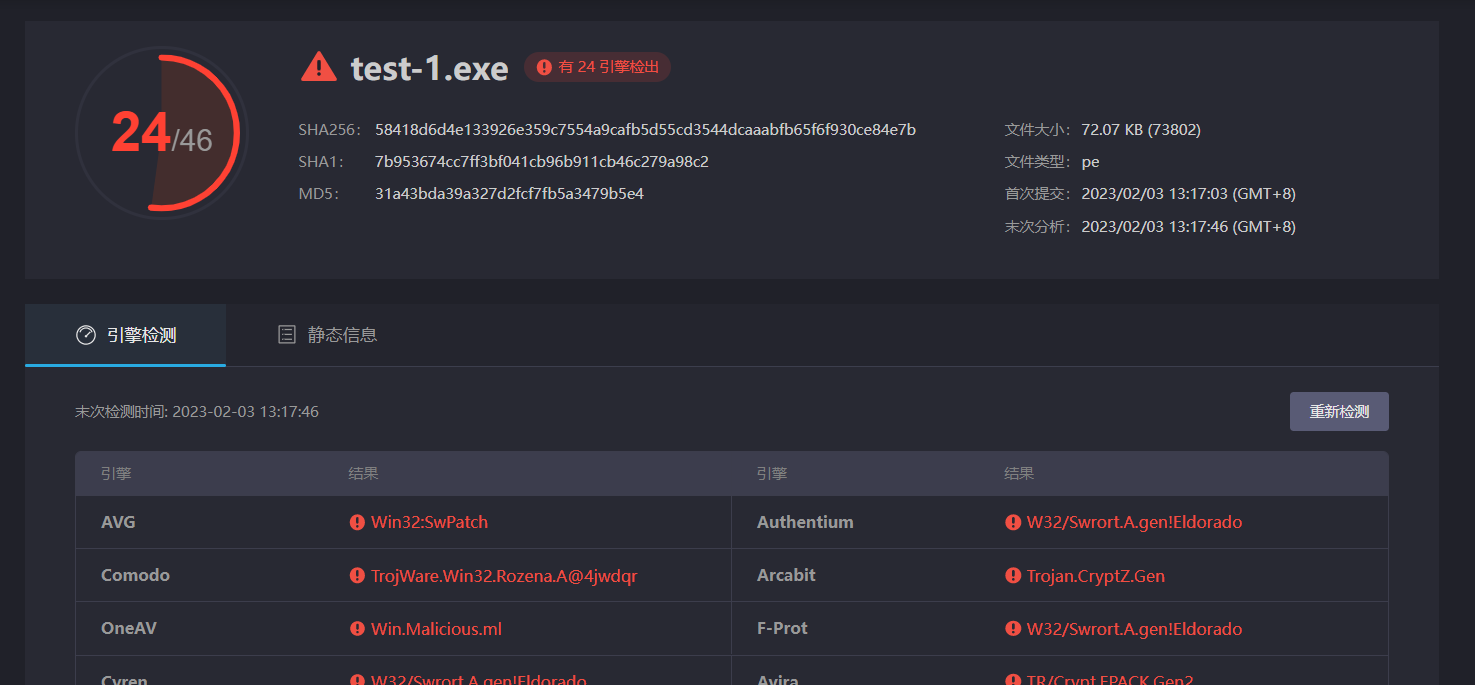 24/46
test-1.exe
有 24 引擎检出
SHA256: 58418d6d4e133926e359c7554a9cafb5d55cd3544dcaaabfb65f6f930ce84e7b
文件大小: 72.07 KB (73802)
SHA1: 7b953674cc7ff3bf041cb96b911cb46c279a98c2
文件类型: pe
MD5: 31a43bda39a327d2fcf7fb5a3479b5e4
首次提交: 2023/02/03 13:17:03 (GMT+8)
末次分析: 2023/02/03 13:17:46 (GMT+8)
引擎检测 静态信息
末次检测时间: 2023-02-03 13:17:46
重新检测
引擎 结果 引擎 结果
AVG Win32:SwPatch Authentium W32/Swrort.A.gen!Eldorado
Comodo TrojWare.Win32.Rozena.A@4jwdqr Arcabit Trojan.CryptZ.Gen
OneAV Win.Malicious.ml F-Prot W32/Swrort.A.gen!Eldorado
Cyren W32/Swrort.A.gen!Eldorado Avira TR/Crypt.EPACK.Gen2